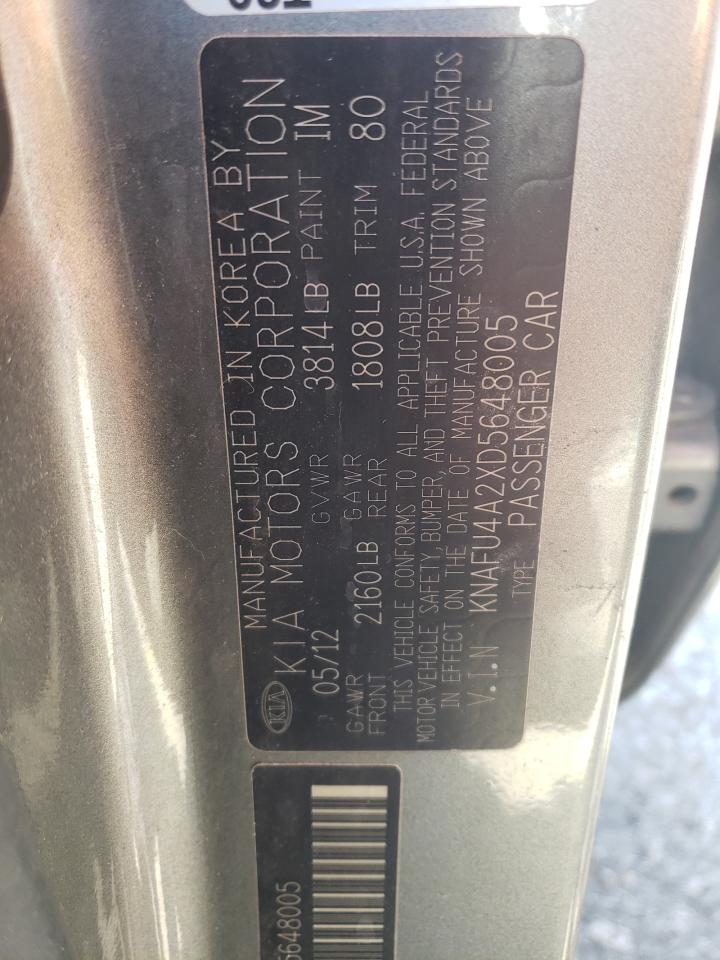 MANUFACTURED IN KOREA BY
KIA KIA MOTORS CORPORATION
05/12 GVWR 3814LB PAINT IM
GAWR FRONT 2160LB GAWR REAR 1808LB TRIM 80
THIS VEHICLE CONFORMS TO ALL APPLICABLE U.S.A. FEDERAL
MOTOR VEHICLE SAFETY, BUMPER, AND THEFT PREVENTION STANDARDS
IN EFFECT ON THE DATE OF MANUFACTURE SHOWN ABOVE
V.I.N KNAFU4A2XD5648005
TYPE PASSENGER CAR
5648005